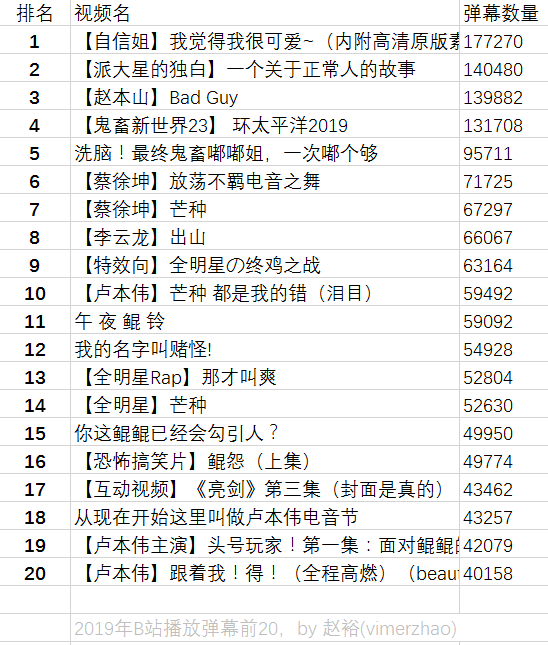 排名 视频名 弹幕数量
1 【自信姐】我觉得我很可爱~（内附高清原版素 177270
2 【派大星的独白】一个关于正常人的故事 140480
3 【赵本山】Bad Guy 139882
4 【鬼畜新世界23】 环太平洋2019 131708
5 洗脑！最终鬼畜嘟嘟姐，一次嘟个够 95711
6 【蔡徐坤】放荡不羁电音之舞 71725
7 【蔡徐坤】芒种 67297
8 【李云龙】出山 66067
9 【特效向】全明星の终鸡之战 63164
10 【卢本伟】芒种 都是我的错（泪目） 59492
11 午 夜 鲲 铃 59092
12 我的名字叫赌怪! 54928
13 【全明星Rap】那才叫爽 52804
14 【全明星】芒种 52630
15 你这鲲鲲已经会勾引人？ 49950
16 【恐怖搞笑片】鲲怨（上集） 49774
17 【互动视频】《亮剑》第三集（封面是真的） 43462
18 从现在开始这里叫做卢本伟电音节 43257
19 【卢本伟主演】头号玩家！第一集：面对鲲鲲的 42079
20 【卢本伟】跟着我！得！（全程高燃）（beau 40158
2019年B站播放弹幕前20，by 赵裕(vimerzhao)